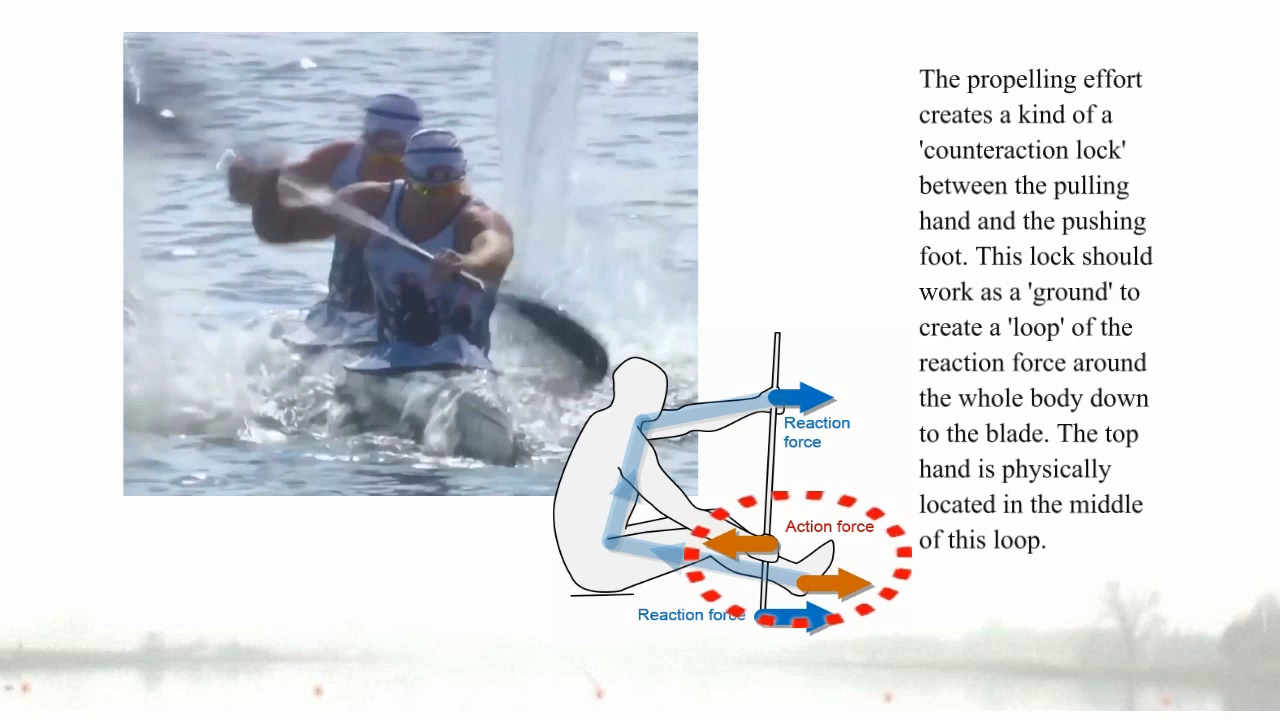 The propelling effort
creates a kind of a
'counteraction lock'
between the pulling
hand and the pushing
foot. This lock should
work as a 'ground' to
create a 'loop' of the
reaction force around
the whole body down
to the blade. The top
hand is physically
located in the middle
of this loop.
Reaction
force
Action force
Reaction force